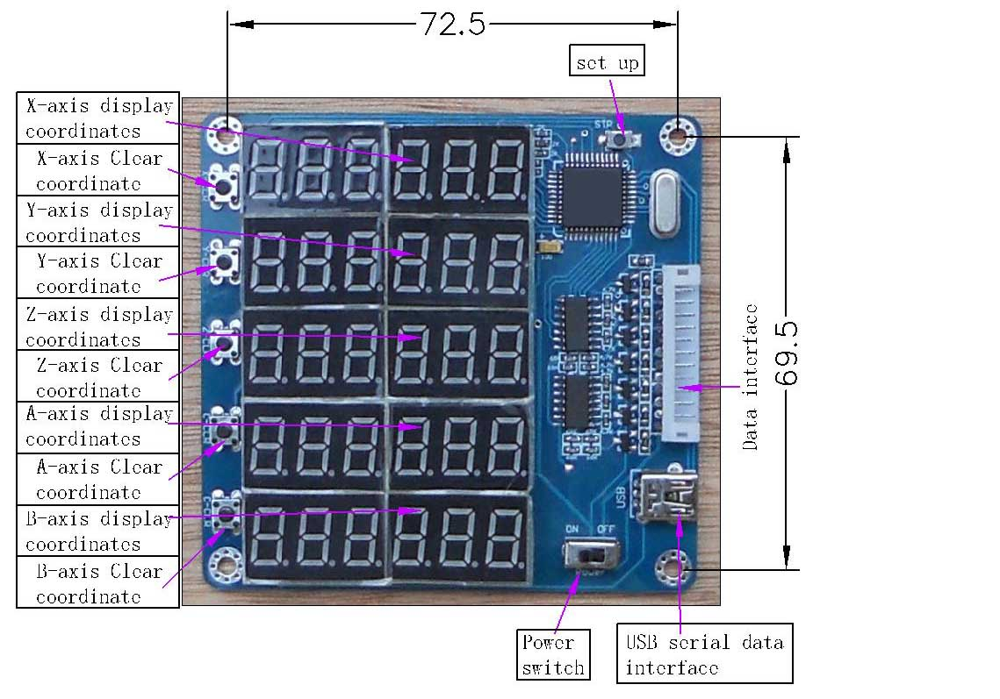 72.5
set up
X-axis display
coordinates
X-axis Clear
coordinate
Y-axis display
coordinates
Y-axis Clear
coordinate
Z-axis display
coordinates
Z-axis Clear
coordinate
A-axis display
coordinates
A-axis Clear
coordinate
B-axis display
coordinates
B-axis Clear
coordinate
69.5
Data interface
USB
ON OFF
Power
switch
USB serial data
interface